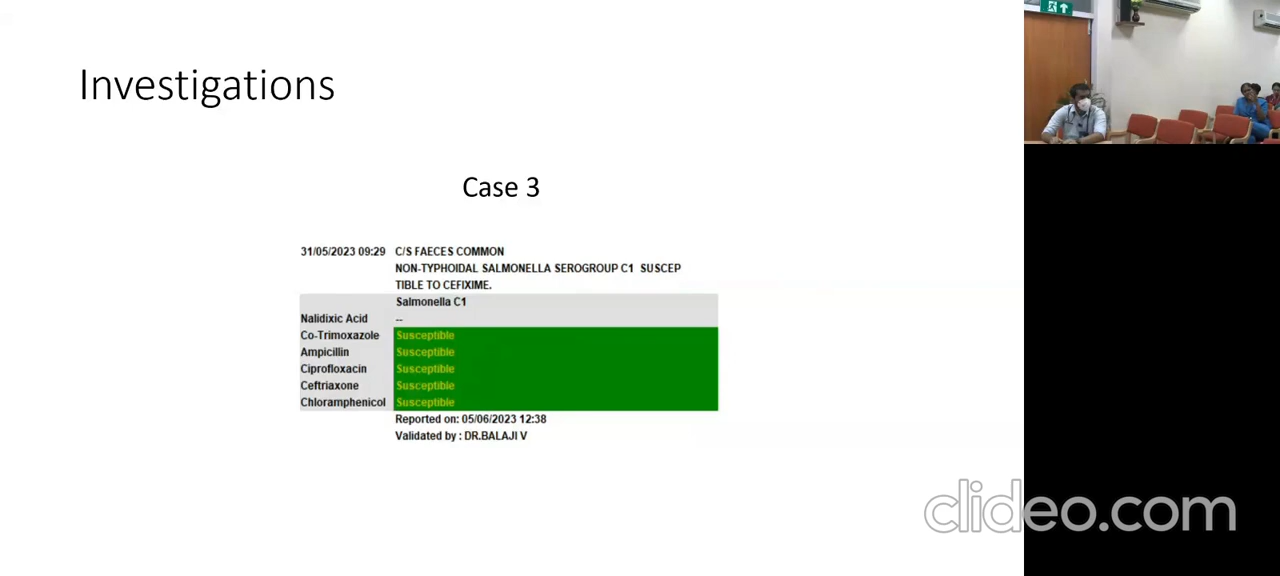 Investigations
Case 3
31/05/2023 09:29 C/S FAECES COMMON
NON-TYPHOIDAL SALMONELLA SEROGROUP C1 SUSCEP
TIBLE TO CEFIXIME.
Salmonella C1
Nalidixic Acid --
Co-Trimoxazole Susceptible
Ampicillin Susceptible
Ciprofloxacin Susceptible
Ceftriaxone Susceptible
Chloramphenicol Susceptible
Reported on: 05/06/2023 12:38
Validated by : DR.BALAJI V
clideo.com